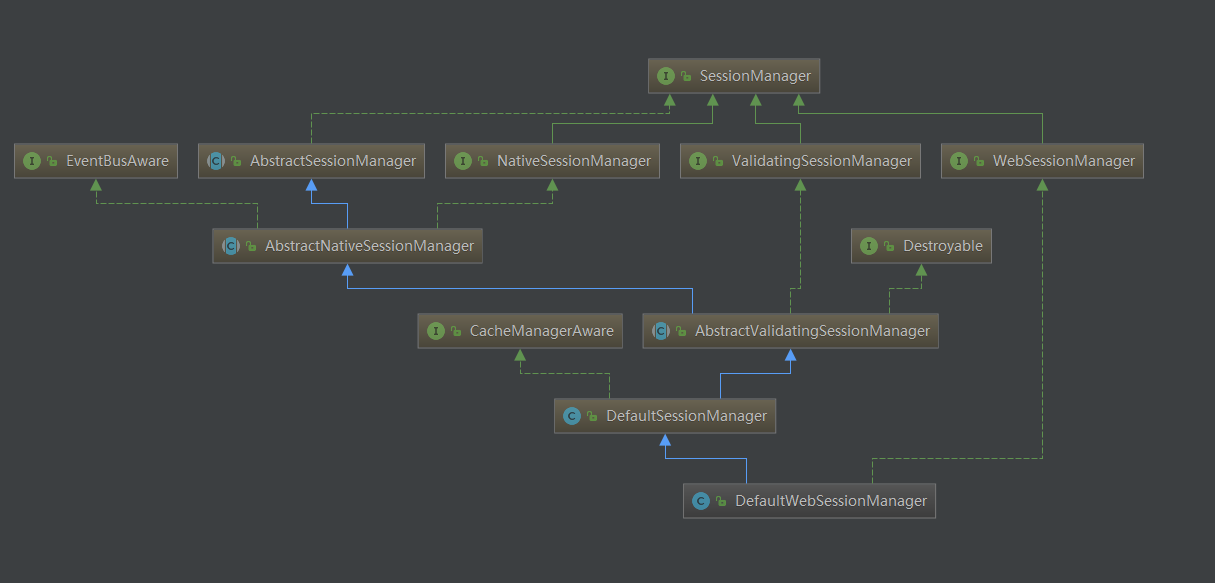 I SessionManager
I EventBusAware
C AbstractSessionManager
I NativeSessionManager
I ValidatingSessionManager
I WebSessionManager
C AbstractNativeSessionManager
I Destroyable
I CacheManagerAware
C AbstractValidatingSessionManager
C DefaultSessionManager
C DefaultWebSessionManager